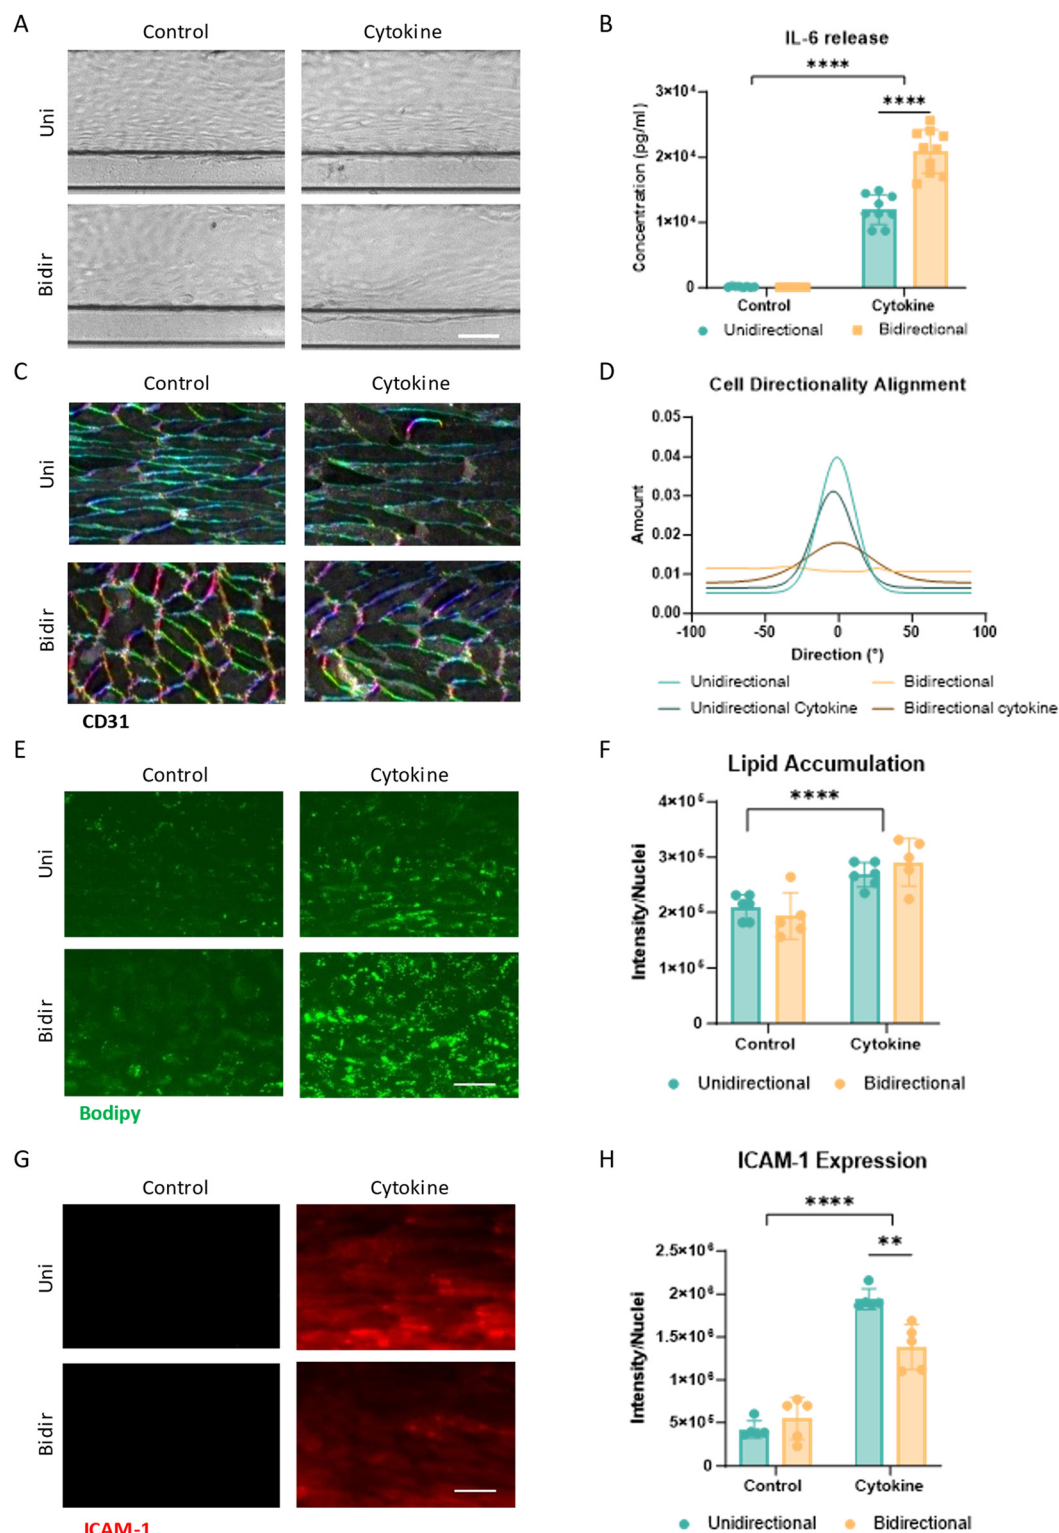 A
Control
Cytokine
Uni
Bidir
B
IL-6 release
****
****
Concentration (pg/ml)
3×10⁴
2×10⁴
1×10⁴
0
Control
Cytokine
Unidirectional
Bidirectional
C
Control
Cytokine
Uni
Bidir
CD31
D
Cell Directionality Alignment
Amount
0.05
0.04
0.03
0.02
0.01
0.00
-100
-50
0
50
100
Direction (°)
Unidirectional
Bidirectional
Unidirectional Cytokine
Bidirectional cytokine
E
Control
Cytokine
Uni
Bidir
Bodipy
F
Lipid Accumulation
****
Intensity/Nuclei
4×10⁵
3×10⁵
2×10⁵
1×10⁵
0
Control
Cytokine
Unidirectional
Bidirectional
G
Control
Cytokine
Uni
Bidir
ICAM-1
H
ICAM-1 Expression
****
**
Intensity/Nuclei
2.5×10⁶
2×10⁶
1.5×10⁶
1×10⁶
5×10⁵
0
Control
Cytokine
Unidirectional
Bidirectional